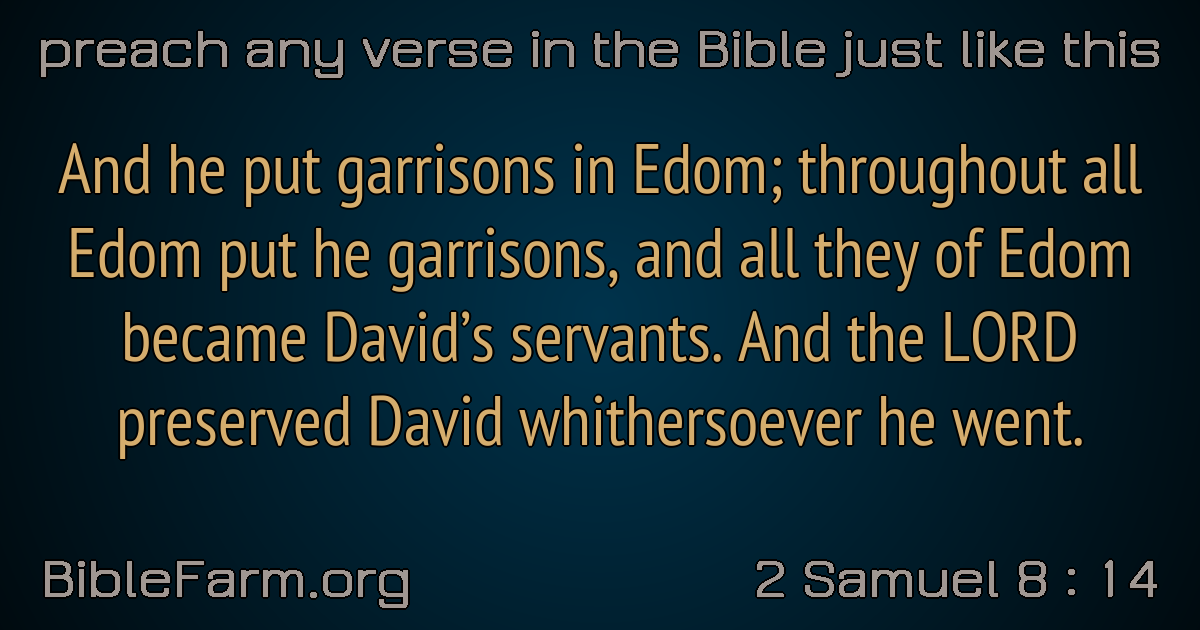 preach any verse in the Bible just like this
And he put garrisons in Edom; throughout all
Edom put he garrisons, and all they of Edom
became David’s servants. And the LORD
preserved David whithersoever he went.
BibleFarm.org
2 Samuel 8 : 14